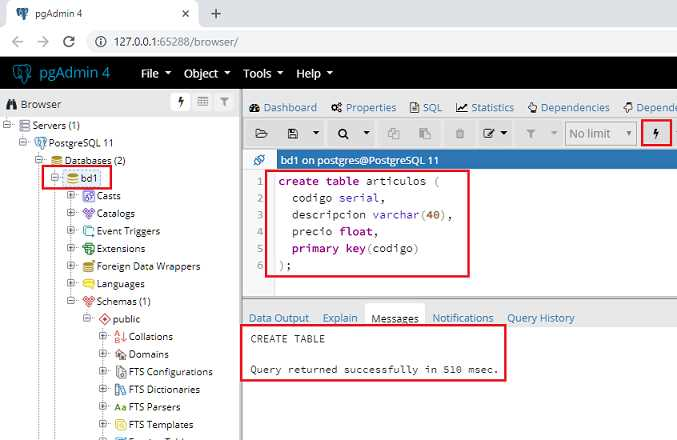 pgAdmin 4
127.0.0.1:65288/browser/
pgAdmin 4 File Object Tools Help
Browser
Dashboard Properties SQL Statistics Dependencies
Servers (1)
PostgreSQL 11
Databases (2)
bd1
Casts
Catalogs
Event Triggers
Extensions
Foreign Data Wrappers
Languages
Schemas (1)
public
Collations
Domains
FTS Configurations
FTS Dictionaries
FTS Parsers
FTS Templates
No limit
bd1 on postgres@PostgreSQL 11
1 create table articulos (
2 codigo serial,
3 descripcion varchar(40),
4 precio float,
5 primary key(codigo)
6 );
Data Output Explain Messages Notifications Query History
CREATE TABLE
Query returned successfully in 510 msec.